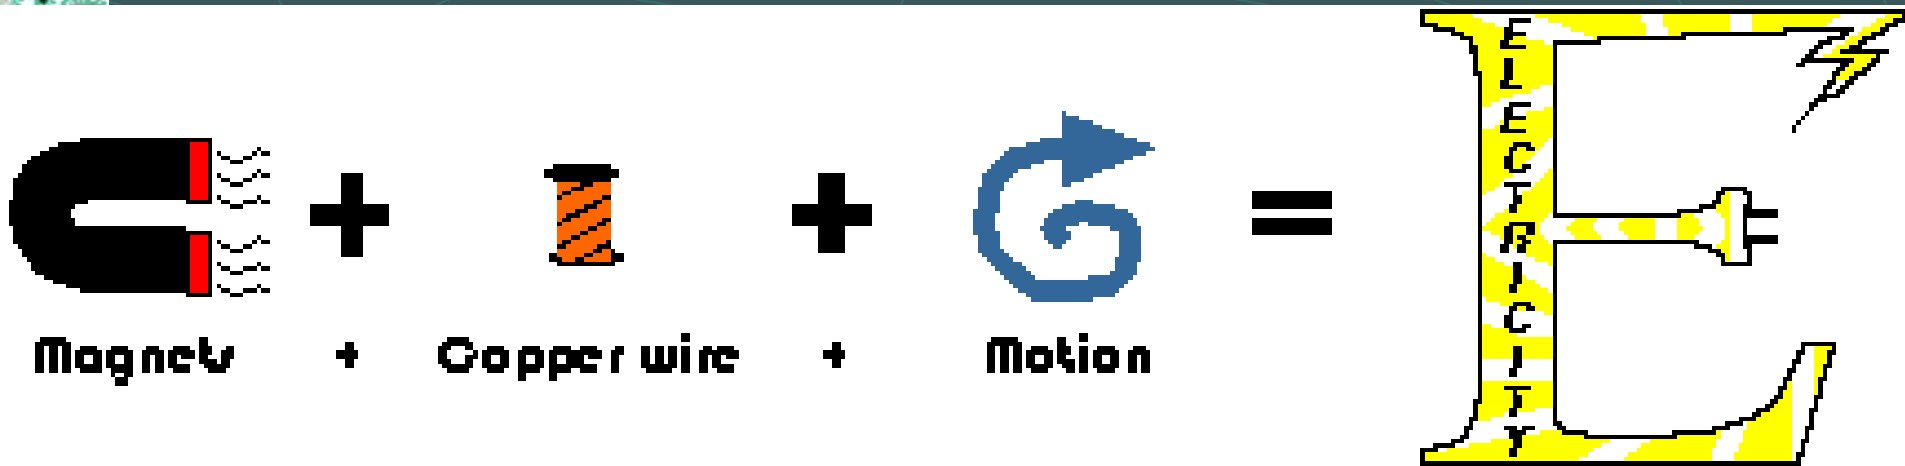 + + =
Magnets + Copper wire + Motion
ELECTRICITY